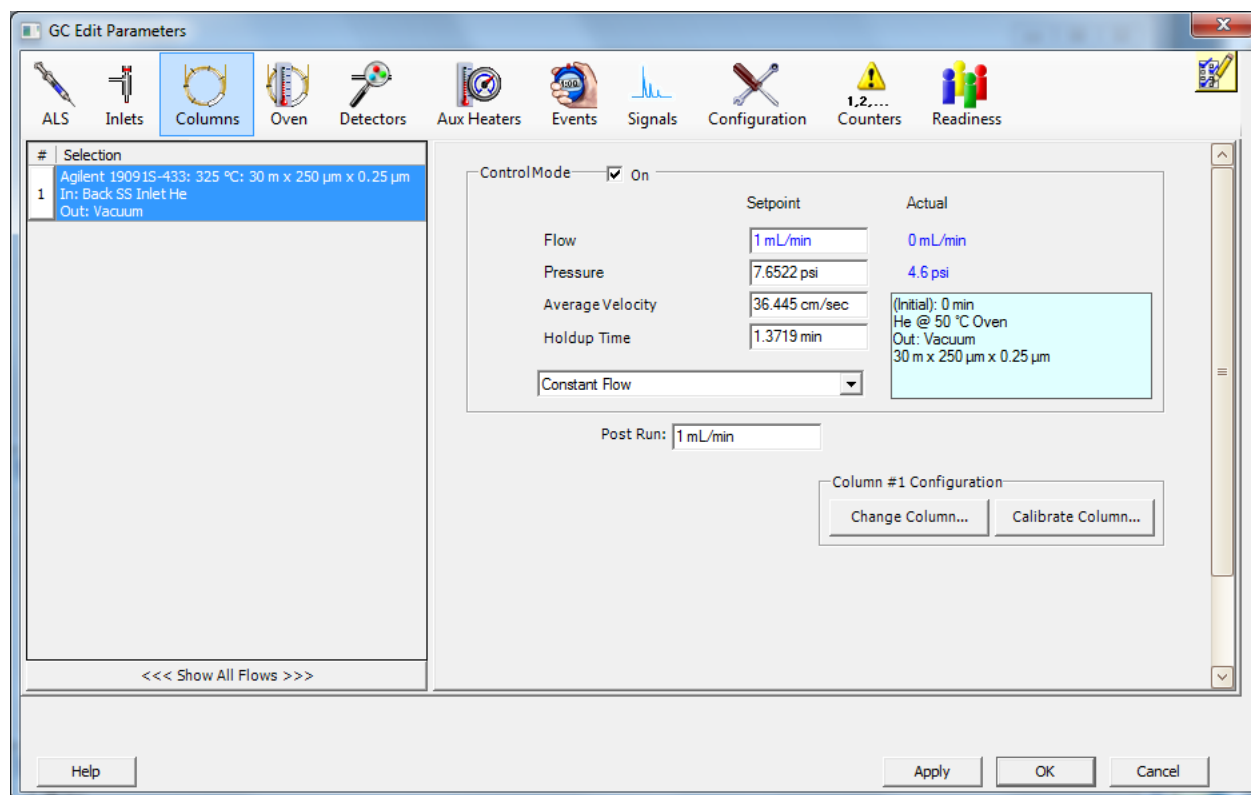 GC Edit Parameters
ALS
Inlets
Columns
Oven
Detectors
Aux Heaters
1:00
Events
Signals
Configuration
1,2,...
Counters
Readiness
# Selection
1
Agilent 19091S-433: 325 °C: 30 m x 250 µm x 0.25 µm
In: Back SS Inlet He
Out: Vacuum
<<< Show All Flows >>>
Control Mode On
Setpoint Actual
Flow 1 mL/min 0 mL/min
Pressure 7.6522 psi 4.6 psi
Average Velocity 36.445 cm/sec
Holdup Time 1.3719 min
(Initial): 0 min
He @ 50 °C Oven
Out: Vacuum
30 m x 250 µm x 0.25 µm
Constant Flow
Post Run: 1 mL/min
Column #1 Configuration
Change Column... Calibrate Column...
Help Apply OK Cancel